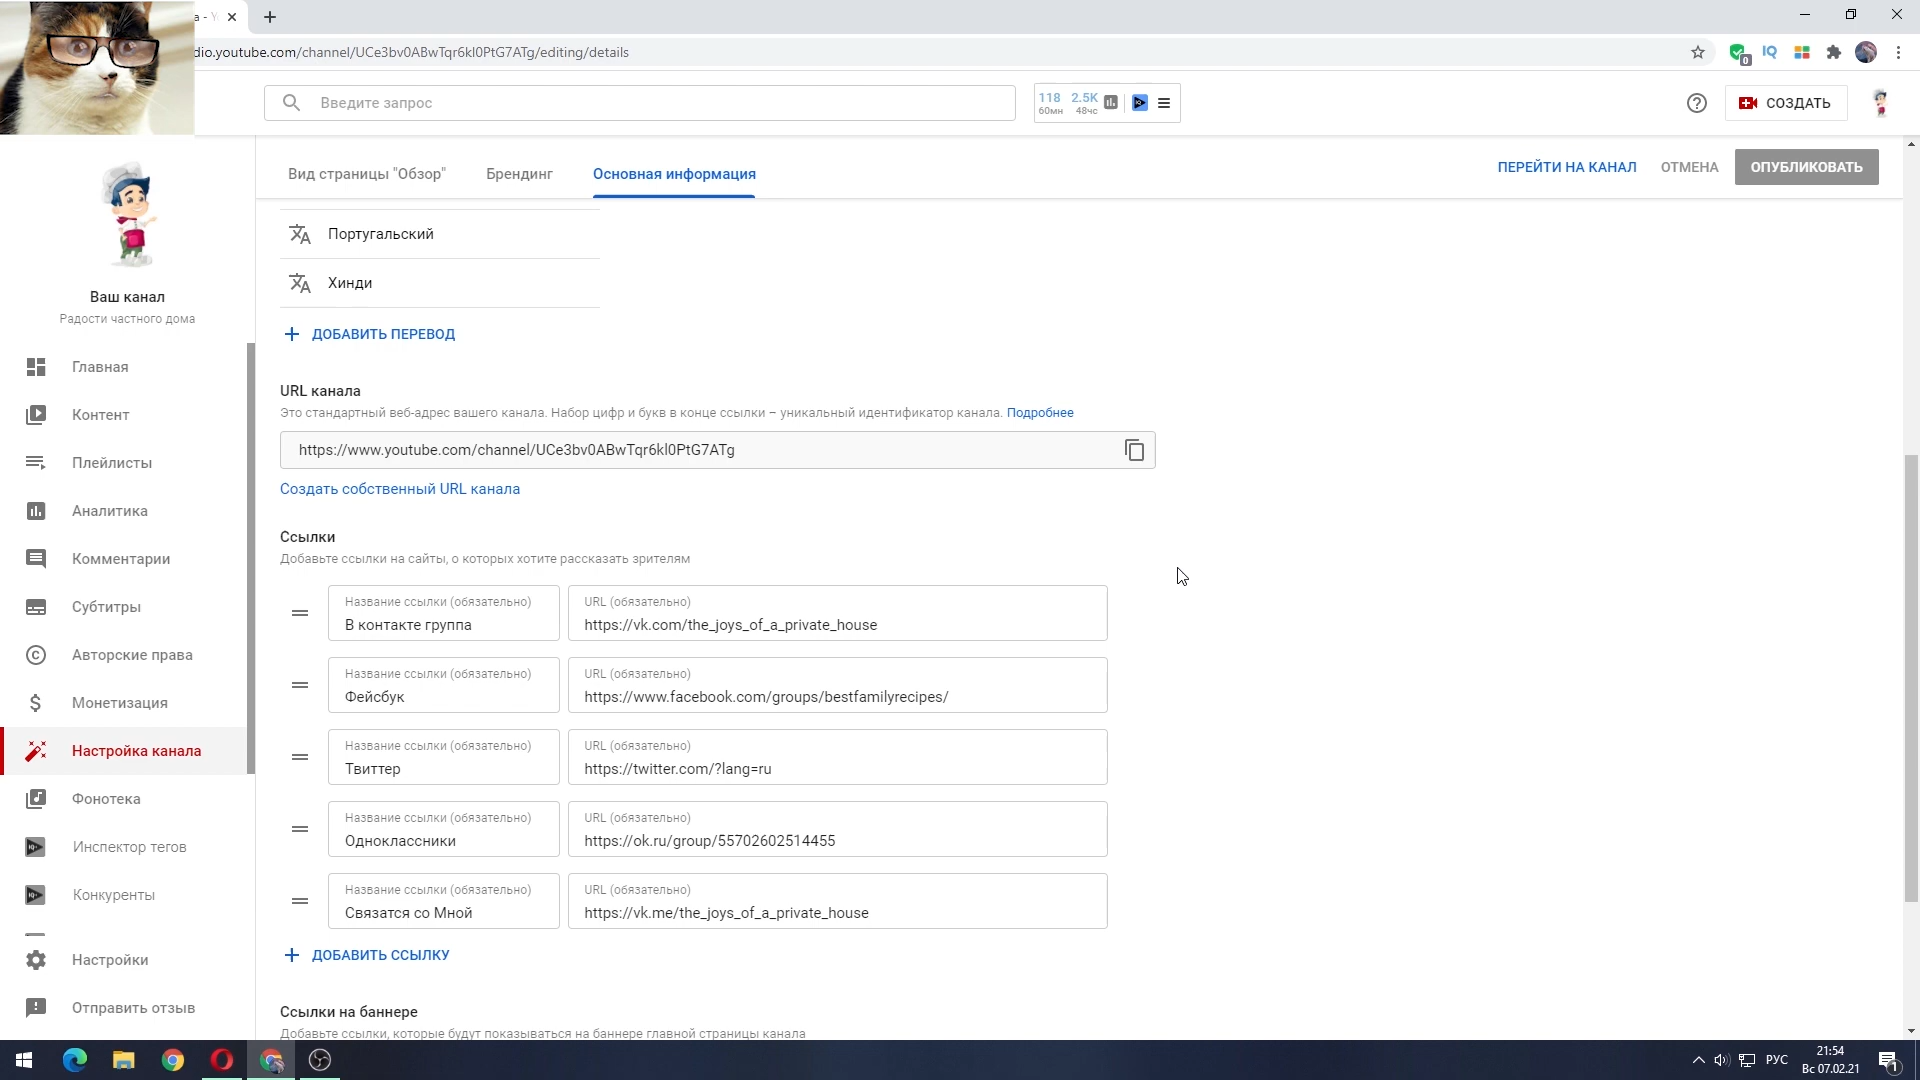 dio.youtube.com/channel/UCe3bv0ABwTqr6kl0PtG7ATg/editing/details
0
IQ
Введите запрос
118 2.5K
60мн 48чс
СОЗДАТЬ
Вид страницы "Обзор"
Брендинг
Основная информация
ПЕРЕЙТИ НА КАНАЛ
ОТМЕНА
ОПУБЛИКОВАТЬ
Ваш канал
Радости частного дома
Главная
Контент
Плейлисты
Аналитика
Комментарии
Субтитры
Авторские права
Монетизация
Настройка канала
Фонотека
Инспектор тегов
Конкуренты
Настройки
Отправить отзыв
Португальский
Хинди
ДОБАВИТЬ ПЕРЕВОД
URL канала
Это стандартный веб-адрес вашего канала. Набор цифр и букв в конце ссылки – уникальный идентификатор канала. Подробнее
https://www.youtube.com/channel/UCe3bv0ABwTqr6kl0PtG7ATg
Создать собственный URL канала
Ссылки
Добавьте ссылки на сайты, о которых хотите рассказать зрителям
Название ссылки (обязательно)
В контакте группа
URL (обязательно)
https://vk.com/the_joys_of_a_private_house
Название ссылки (обязательно)
Фейсбук
URL (обязательно)
https://www.facebook.com/groups/bestfamilyrecipes/
Название ссылки (обязательно)
Твиттер
URL (обязательно)
https://twitter.com/?lang=ru
Название ссылки (обязательно)
Одноклассники
URL (обязательно)
https://ok.ru/group/55702602514455
Название ссылки (обязательно)
Связатся со Мной
URL (обязательно)
https://vk.me/the_joys_of_a_private_house
ДОБАВИТЬ ССЫЛКУ
Ссылки на баннере
Добавьте ссылки, которые будут показываться на баннере главной страницы канала
РУС
21:54
Вс 07.02.21
1